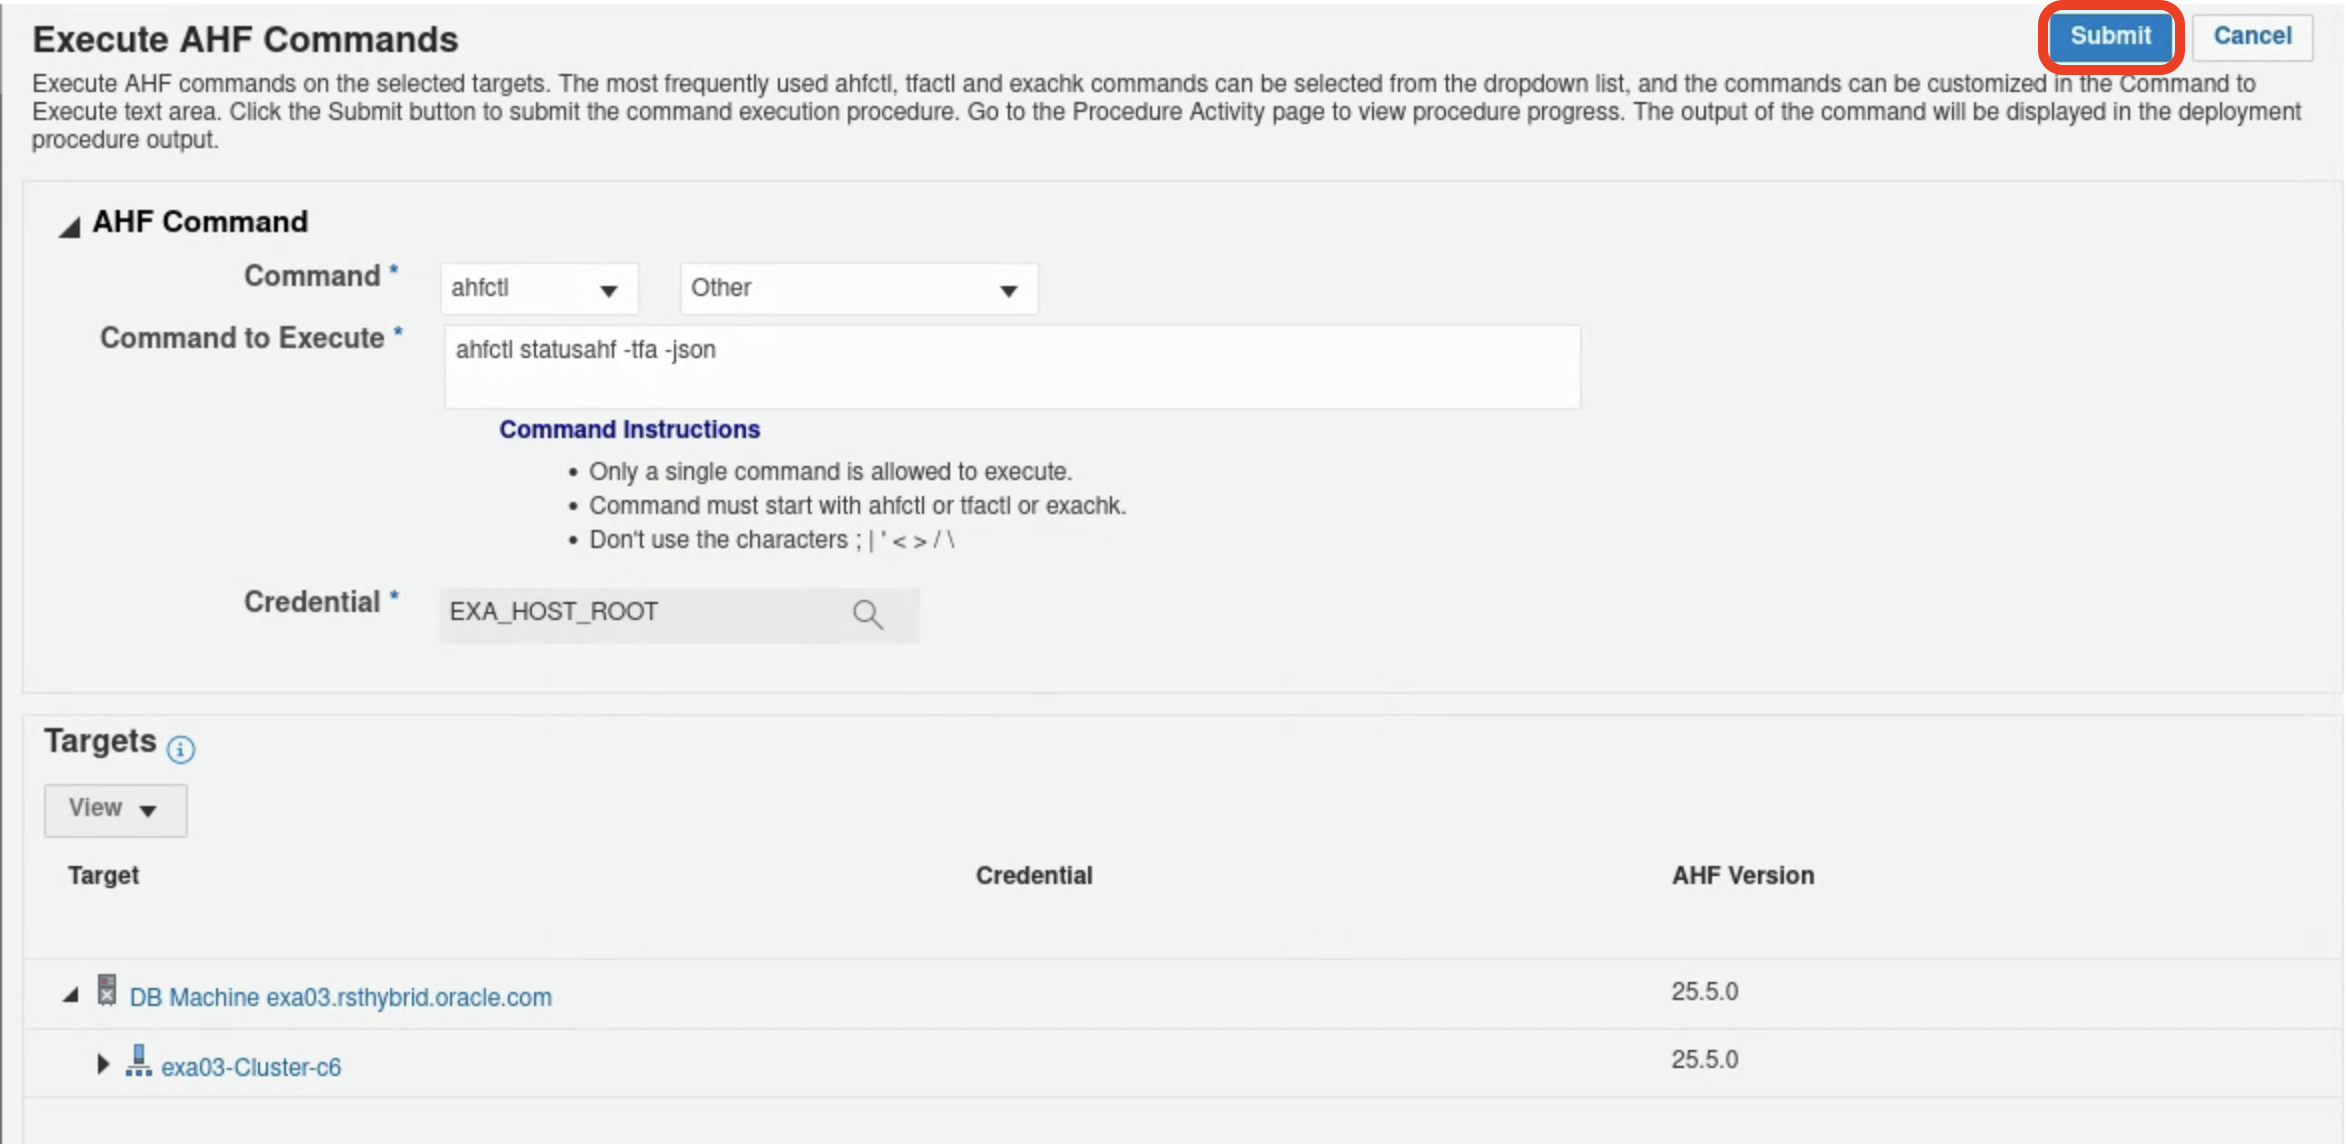 Execute AHF Commands
Submit
Cancel
Execute AHF commands on the selected targets. The most frequently used ahfctl, tfactl and exachk commands can be selected from the dropdown list, and the commands can be customized in the Command to
Execute text area. Click the Submit button to submit the command execution procedure. Go to the Procedure Activity page to view procedure progress. The output of the command will be displayed in the deployment
procedure output.
AHF Command
Command * ahfctl Other
Command to Execute * ahfctl statusahf -tfa -json
Command Instructions
• Only a single command is allowed to execute.
• Command must start with ahfctl or tfactl or exachk.
• Don't use the characters ; | ' < > / \
Credential * EXA_HOST_ROOT
Targets
View
Target Credential AHF Version
DB Machine exa03.rsthybrid.oracle.com 25.5.0
exa03-Cluster-c6 25.5.0